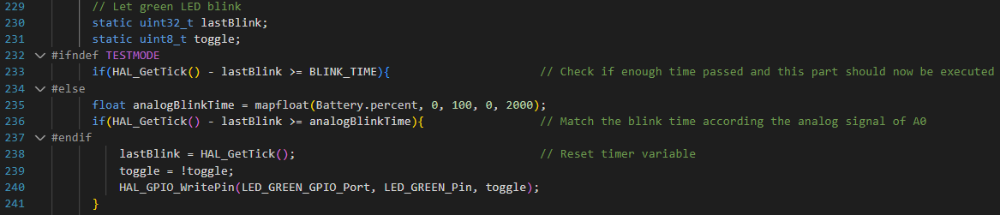 229 // Let green LED blink
230 static uint32_t lastBlink;
231 static uint8_t toggle;
232 #ifndef TESTMODE
233 if(HAL_GetTick() - lastBlink >= BLINK_TIME){ // Check if enough time passed and this part should now be executed
234 #else
235 float analogBlinkTime = mapfloat(Battery.percent, 0, 100, 0, 2000);
236 if(HAL_GetTick() - lastBlink >= analogBlinkTime){ // Match the blink time according the analog signal of A0
237 #endif
238 lastBlink = HAL_GetTick(); // Reset timer variable
239 toggle = !toggle;
240 HAL_GPIO_WritePin(LED_GREEN_GPIO_Port, LED_GREEN_Pin, toggle);
241 }